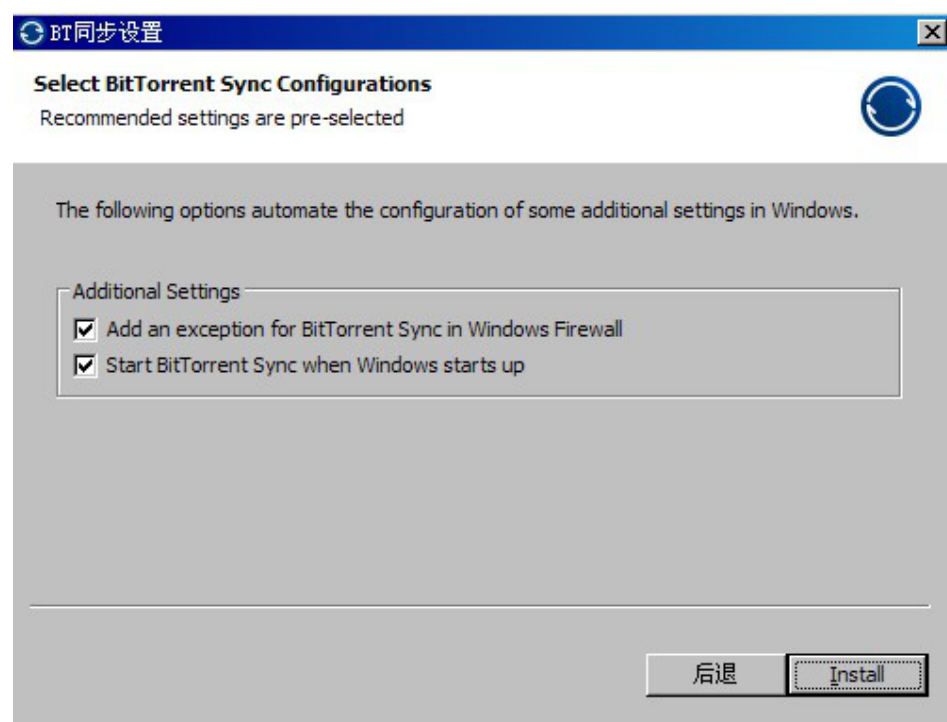 BT同步设置
Select BitTorrent Sync Configurations
Recommended settings are pre-selected
The following options automate the configuration of some additional settings in Windows.
Additional Settings
Add an exception for BitTorrent Sync in Windows Firewall
Start BitTorrent Sync when Windows starts up
后退
Install